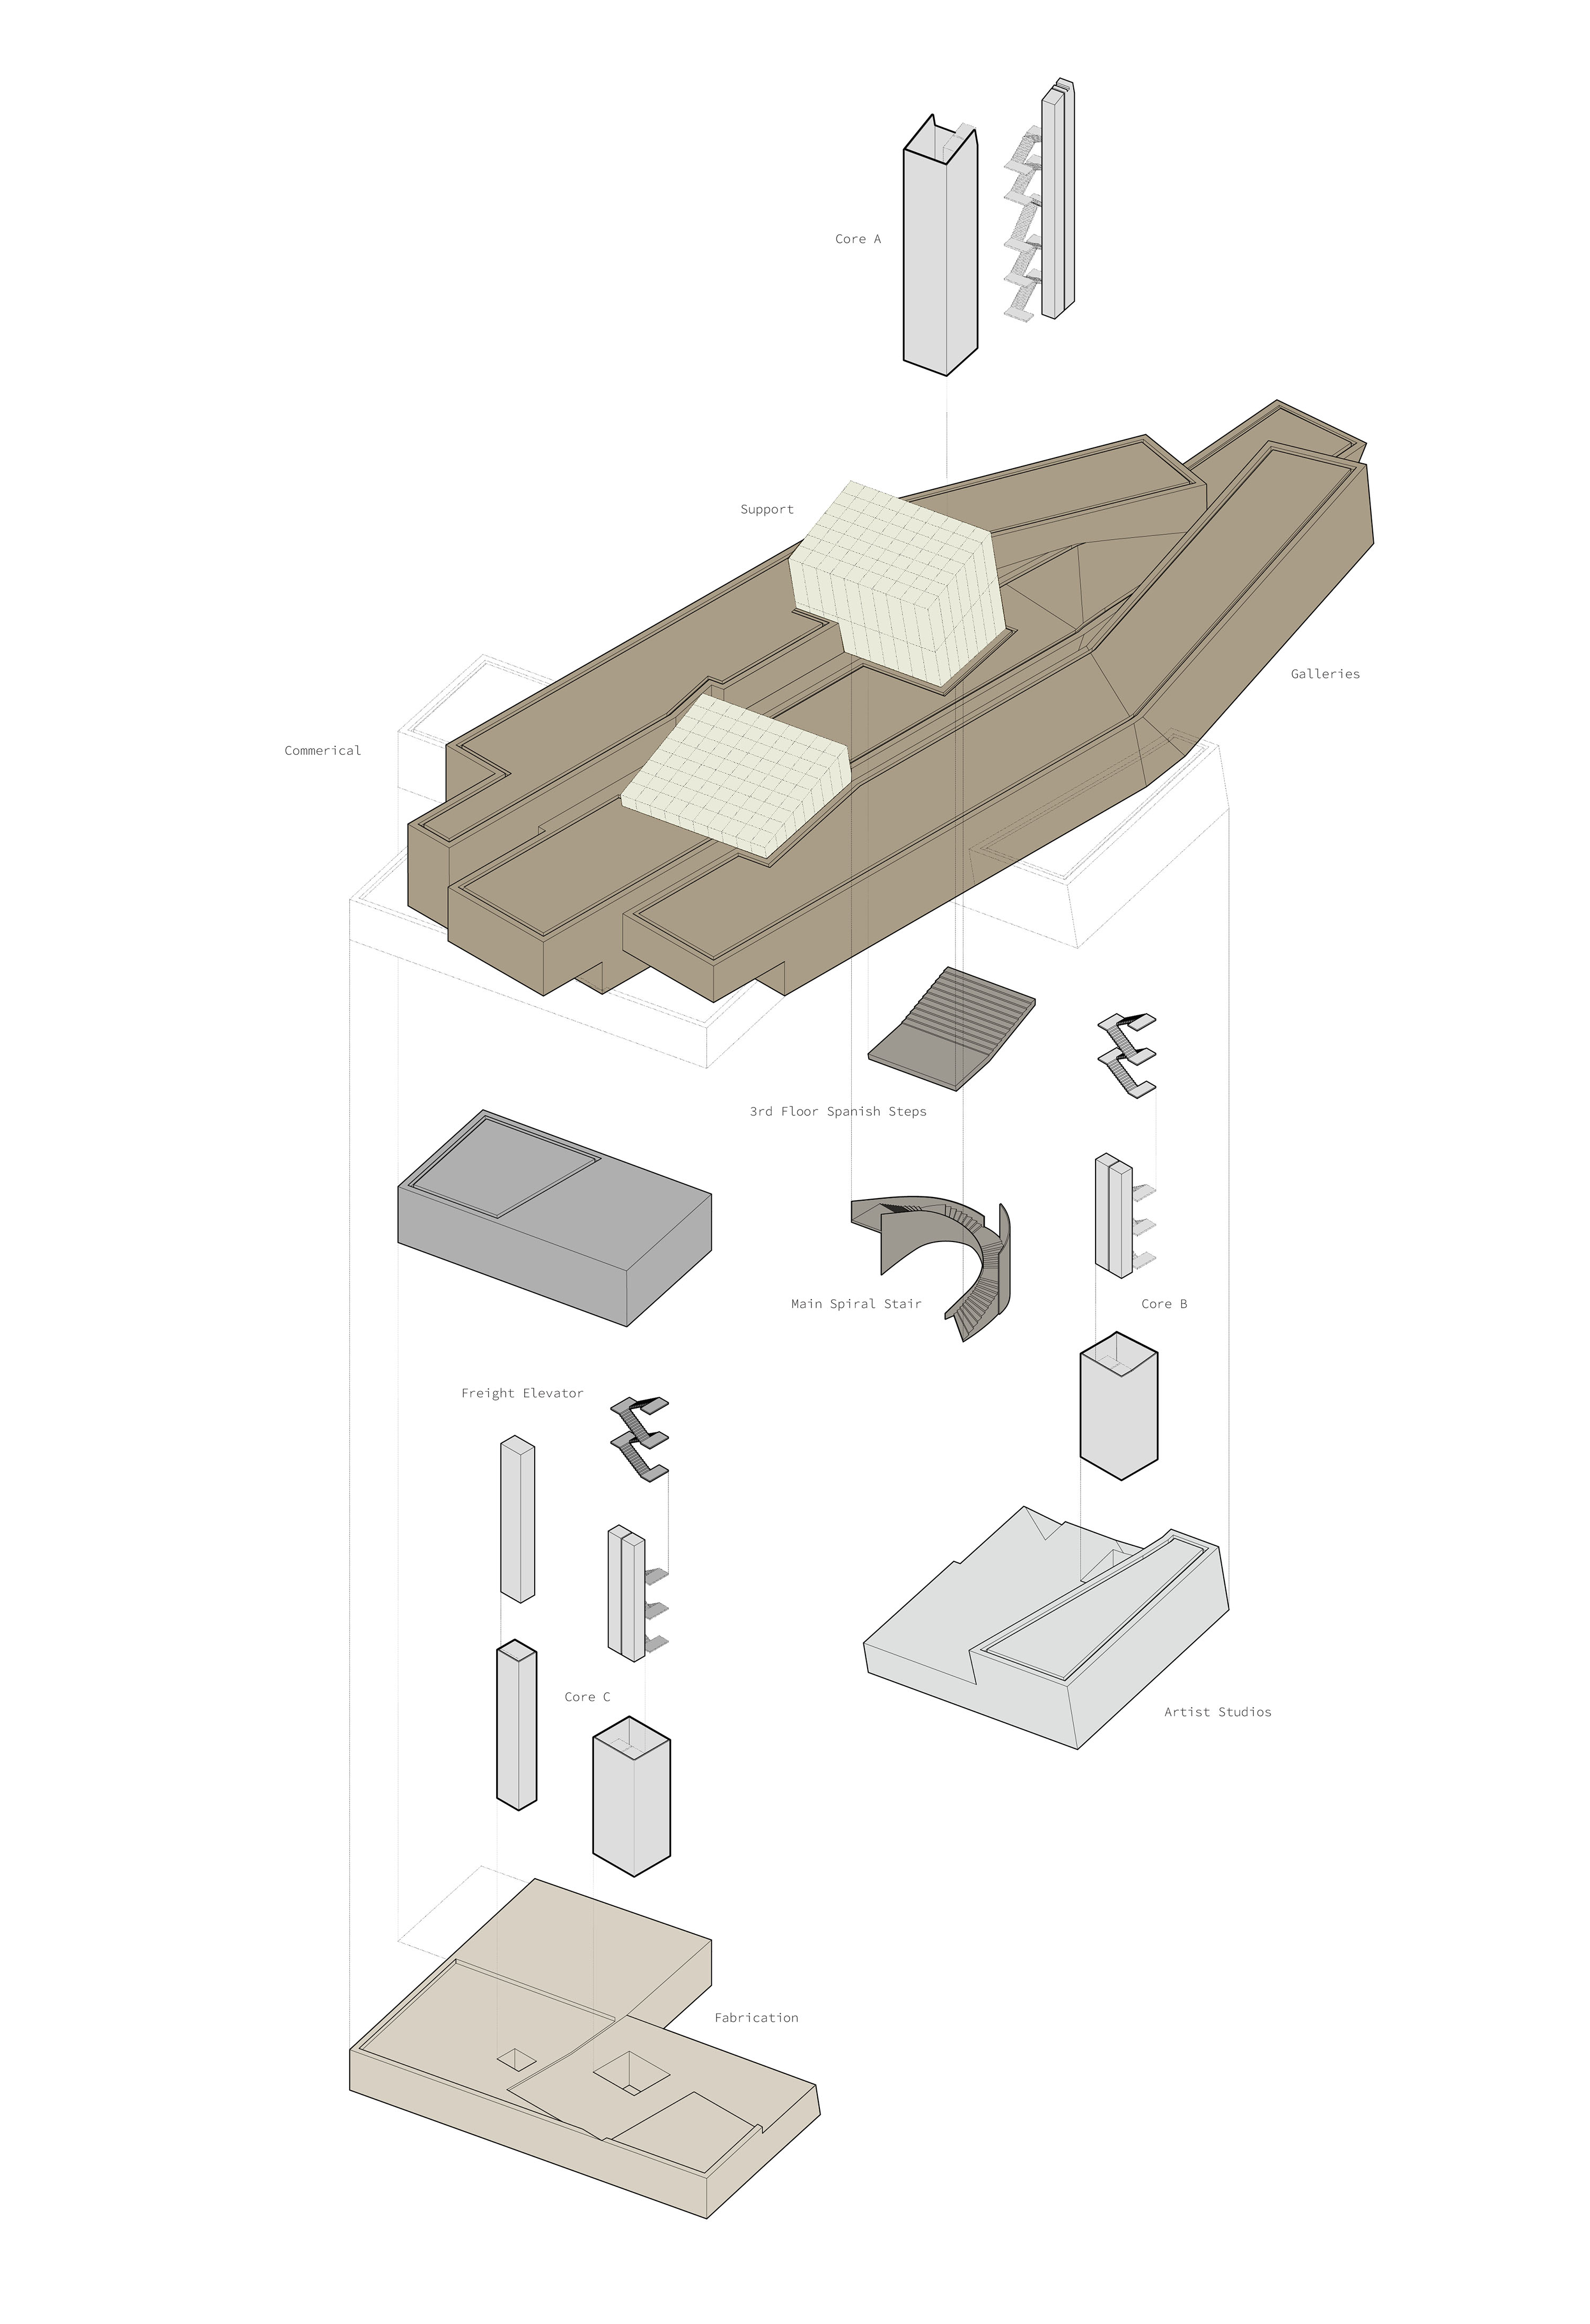 Core A
Support
Galleries
Commerical
3rd Floor Spanish Steps
Main Spiral Stair
Core B
Freight Elevator
Core C
Artist Studios
Fabrication